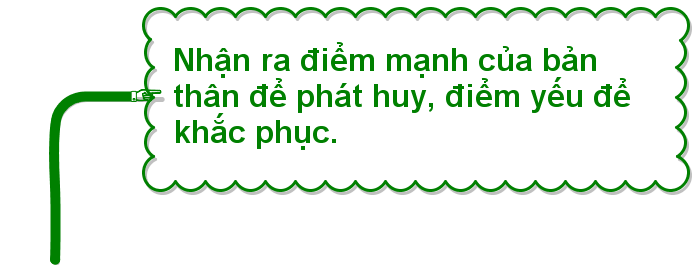 Nhận ra điểm mạnh của bản
thân để phát huy, điểm yếu để
khắc phục.